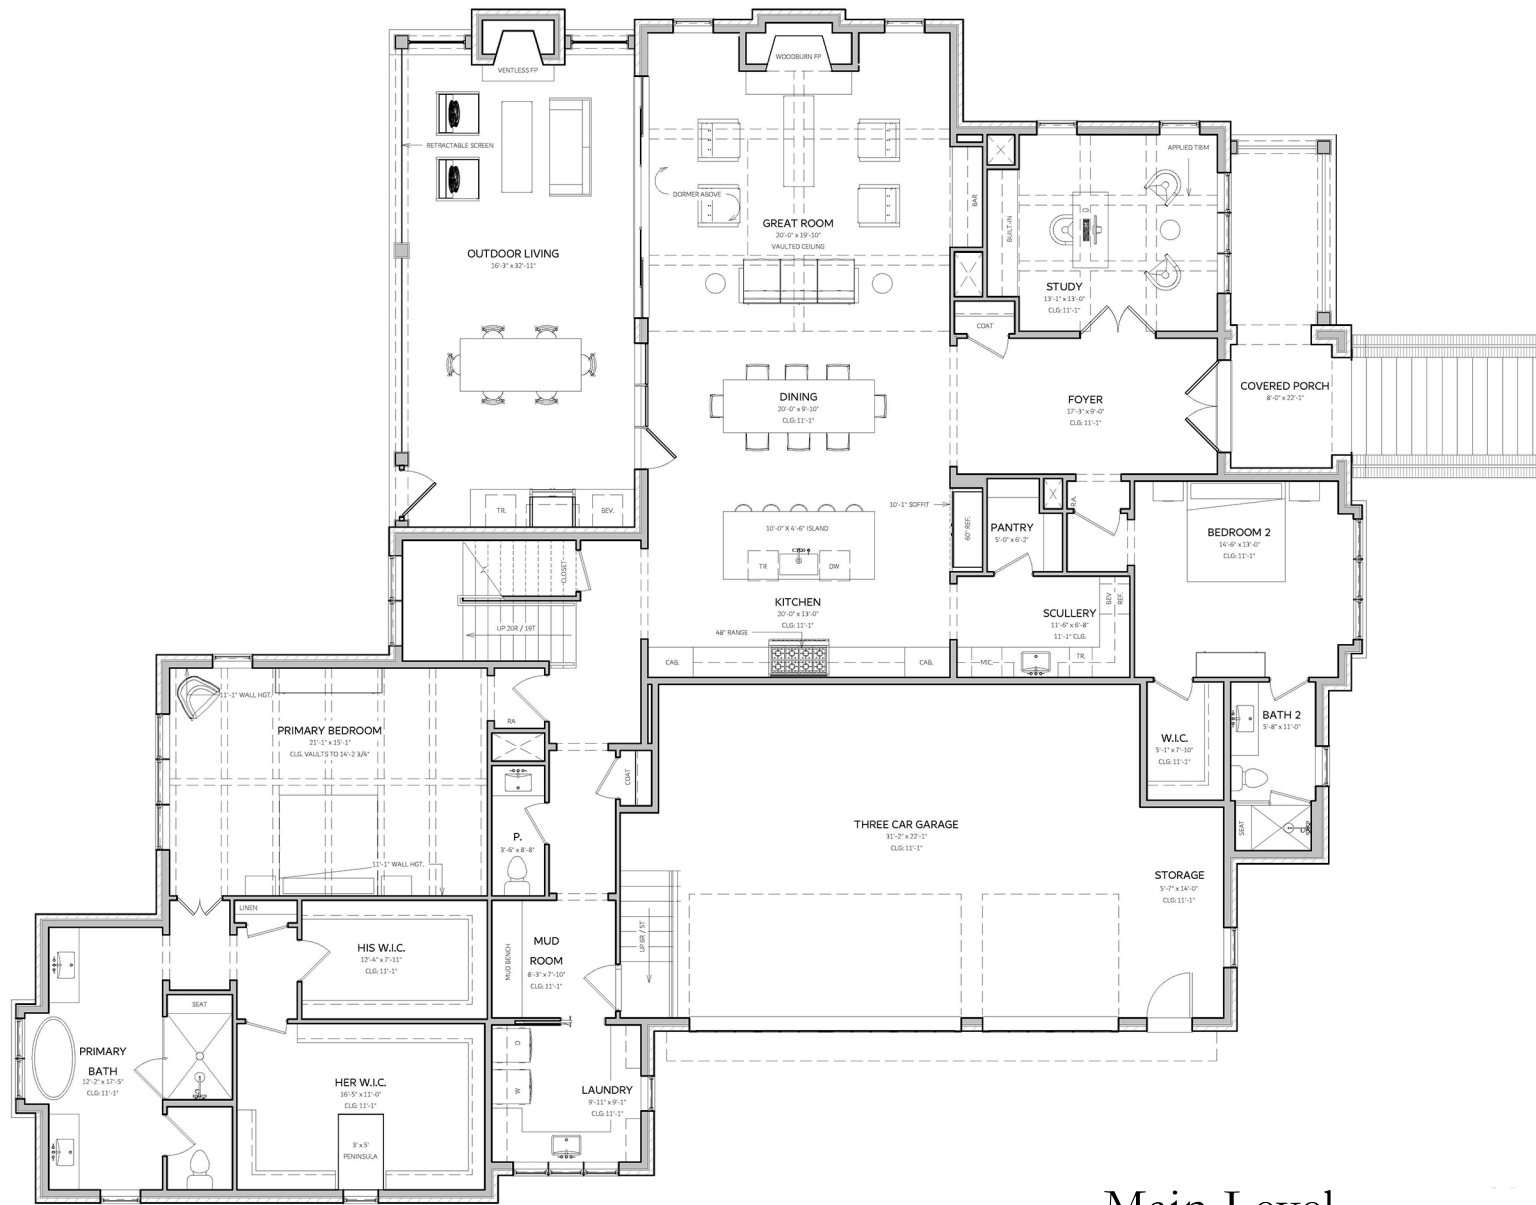 VENTLESS FP
WOODBURN FP
RETRACTABLE SCREEN
DORMER ABOVE
GREAT ROOM
20'-0" x 19'-10"
VAULTED CEILING
BAR
BUILT-IN
APPLIED TRIM
OUTDOOR LIVING
16'-3" x 32'-11"
STUDY
13'-1" x 13'-0"
CLG: 11'-1"
COAT
COVERED PORCH
8'-0" x 22'-1"
DINING
20'-0" x 9'-10"
CLG: 11'-1"
FOYER
17'-3" x 9'-0"
CLG: 11'-1"
TR.
BEV.
10'-1" SOFFIT
60" REF.
PANTRY
5'-0" x 6'-2"
R.A.
BEDROOM 2
14'-6" x 13'-0"
CLG: 11'-1"
10'-0" X 4'-6" ISLAND
TR
DW
CLOSET
KITCHEN
20'-0" x 13'-0"
CLG: 11'-1"
SCULLERY
11'-6" x 6'-8"
11'-1" CLG.
BEV
REF.
UP 20R / 19T
48" RANGE
CAB.
CAB.
MIC.
TR.
11'-1" WALL HGT.
PRIMARY BEDROOM
21'-1" x 15'-1"
CLG. VAULTS TO 14'-2 3/4"
RA
BATH 2
5'-8" x 11'-0"
W.I.C.
5'-1" x 7'-10"
CLG: 11'-1"
COAT
P.
3'-6" x 8'-8"
THREE CAR GARAGE
31'-2" x 22'-1"
CLG: 11'-1"
SEAT
11'-1" WALL HGT.
STORAGE
5'-7" x 14'-0"
CLG: 11'-1"
LINEN
HIS W.I.C.
12'-4" x 7'-11"
CLG: 11'-1"
MUD BENCH
MUD
ROOM
8'-3" x 7'-10"
CLG: 11'-1"
UP 6R / 5T
SEAT
PRIMARY
BATH
12'-2" x 17'-5"
CLG: 11'-1"
HER W.I.C.
16'-5" x 11'-0"
CLG: 11'-1"
3' x 5'
PENINSULA
D
W
LAUNDRY
9'-11" x 9'-1"
CLG: 11'-1"
Main Level